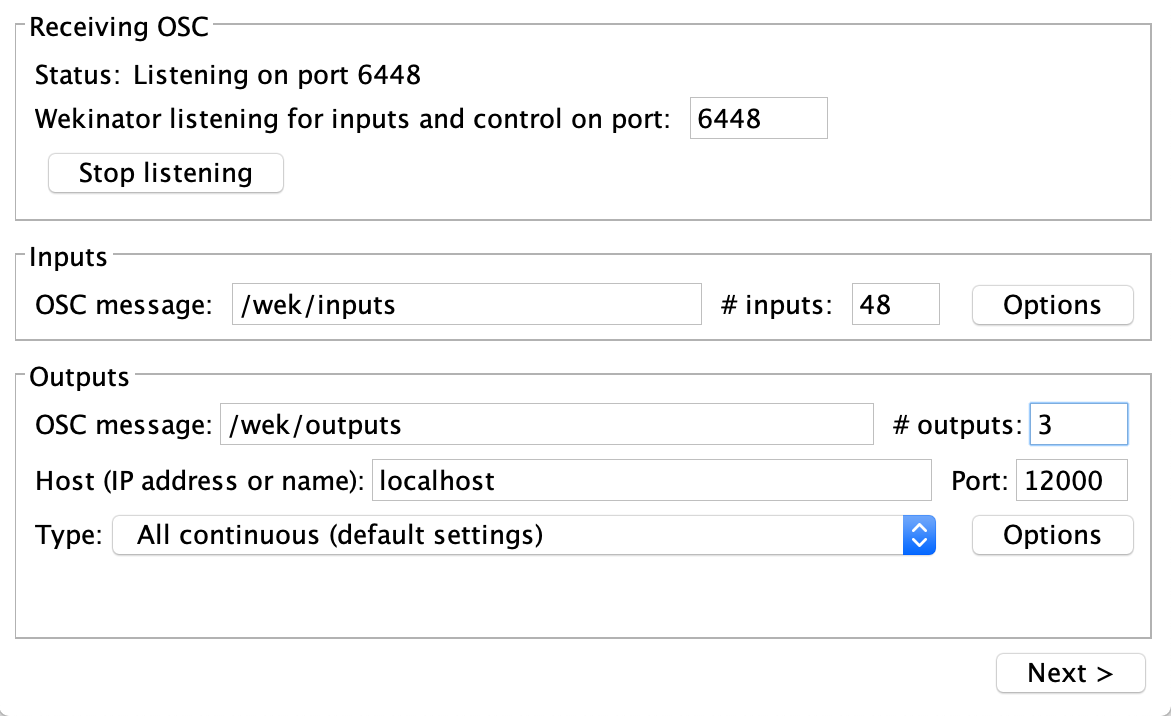 Receiving OSC
Status: Listening on port 6448
Wekinator listening for inputs and control on port: 6448
Stop listening
Inputs
OSC message: /wek/inputs # inputs: 48 Options
Outputs
OSC message: /wek/outputs # outputs: 3
Host (IP address or name): localhost Port: 12000
Type: All continuous (default settings) Options
Next >